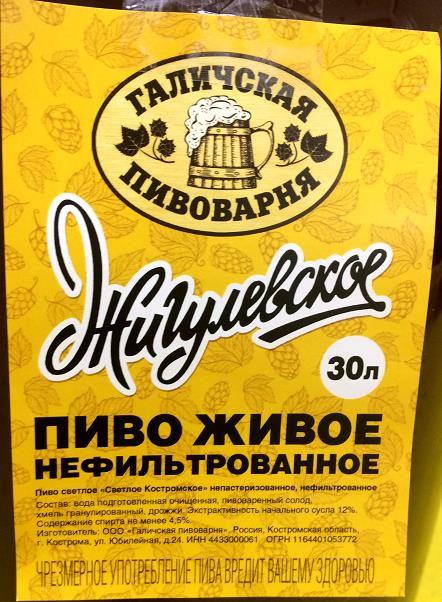 ГАЛИЧСКАЯ
ПИВОВАРНЯ
Жигулевское
30л
ПИВО ЖИВОЕ
НЕФИЛЬТРОВАННОЕ
Пиво светлое «Светлое Костромское» непастеризованное, нефильтрованное
Состав: вода подготовленная очищенная, пивоваренный солод,
хмель гранулированный, дрожжи. Экстрактивность начального сусла 12%.
Содержание спирта не менее 4,5%.
Изготовитель: ООО «Галичская пивоварня», Россия, Костромская область,
г. Кострома, ул. Юбилейная, д.24. ИНН 4433000061 ОГРН 1164401053772
ЧРЕЗМЕРНОЕ УПОТРЕБЛЕНИЕ ПИВА ВРЕДИТ ВАШЕМУ ЗДОРОВЬЮ